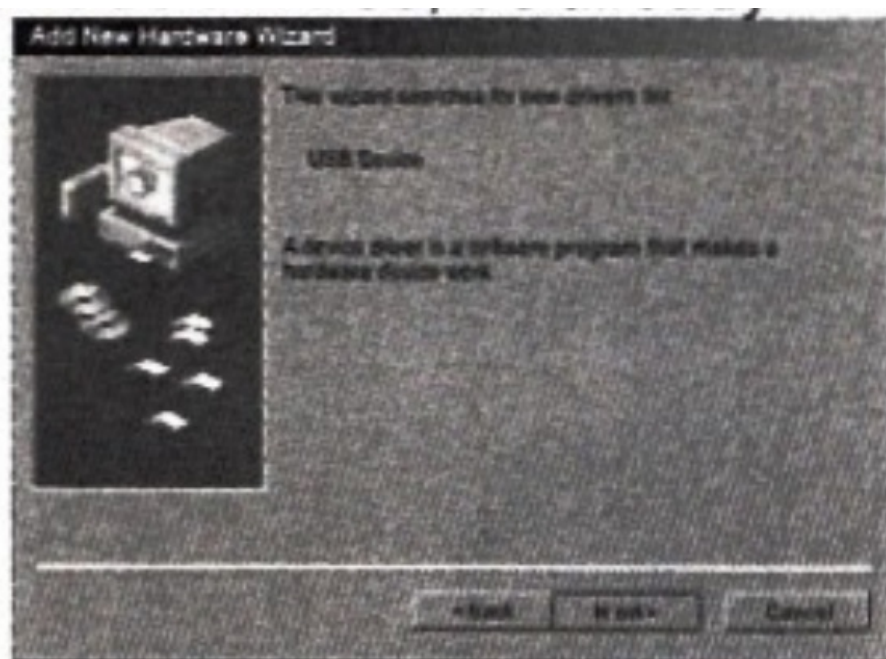 Add New Hardware Wizard
This wizard searches for new drivers for:
USB Device
A device driver is a software program that makes a
hardware device work.
< Back
Next >
Cancel